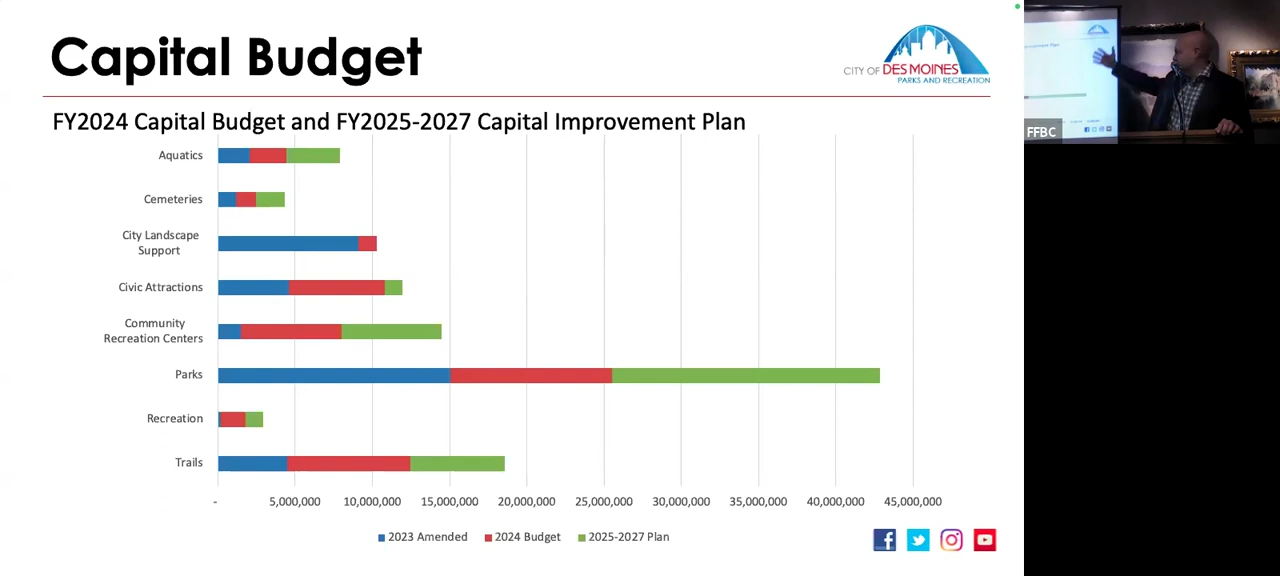 Capital Budget
CITY OF DES MOINES
PARKS AND RECREATION
FY2024 Capital Budget and FY2025-2027 Capital Improvement Plan
Aquatics
Cemeteries
City Landscape
Support
Civic Attractions
Community
Recreation Centers
Parks
Recreation
Trails
- 5,000,000 10,000,000 15,000,000 20,000,000 25,000,000 30,000,000 35,000,000 40,000,000 45,000,000
2023 Amended 2024 Budget 2025-2027 Plan
FFBC